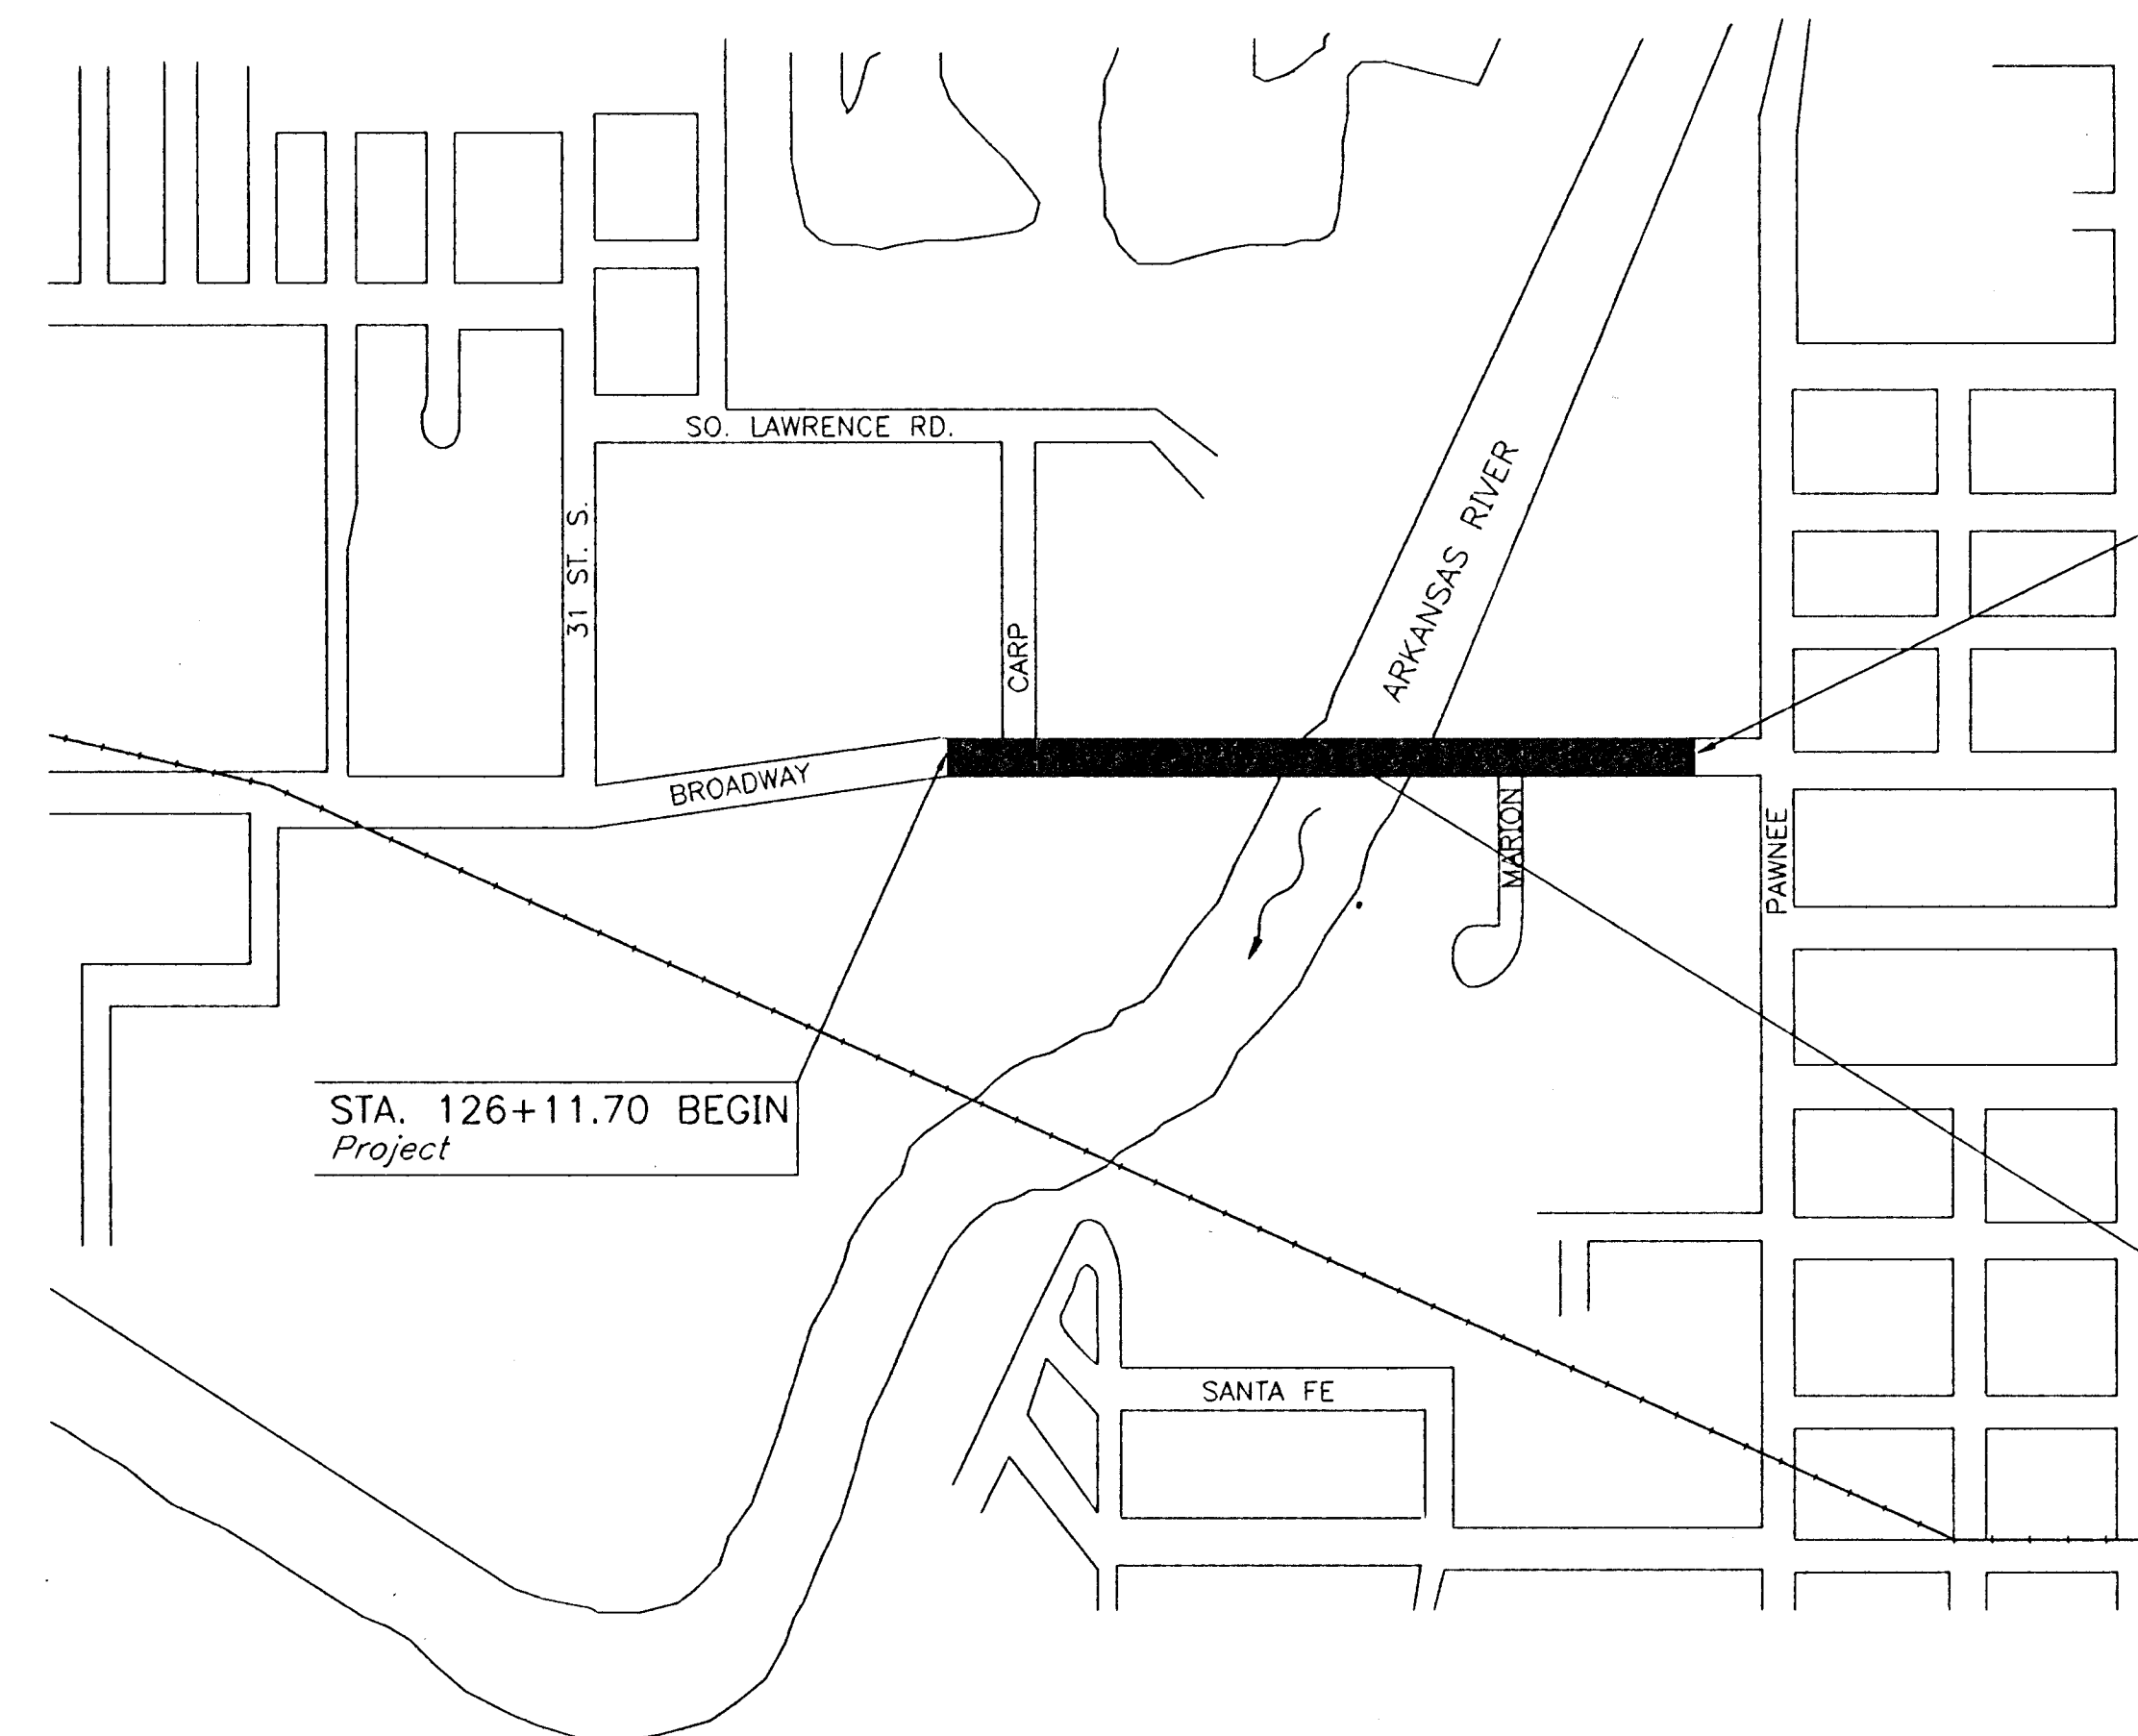 SO. LAWRENCE RD.
31 ST. S.
ARKANSAS RIVER
CARP
BROADWAY
MARION
PAWNEE
STA. 126+11.70 BEGIN
Project
SANTA FE